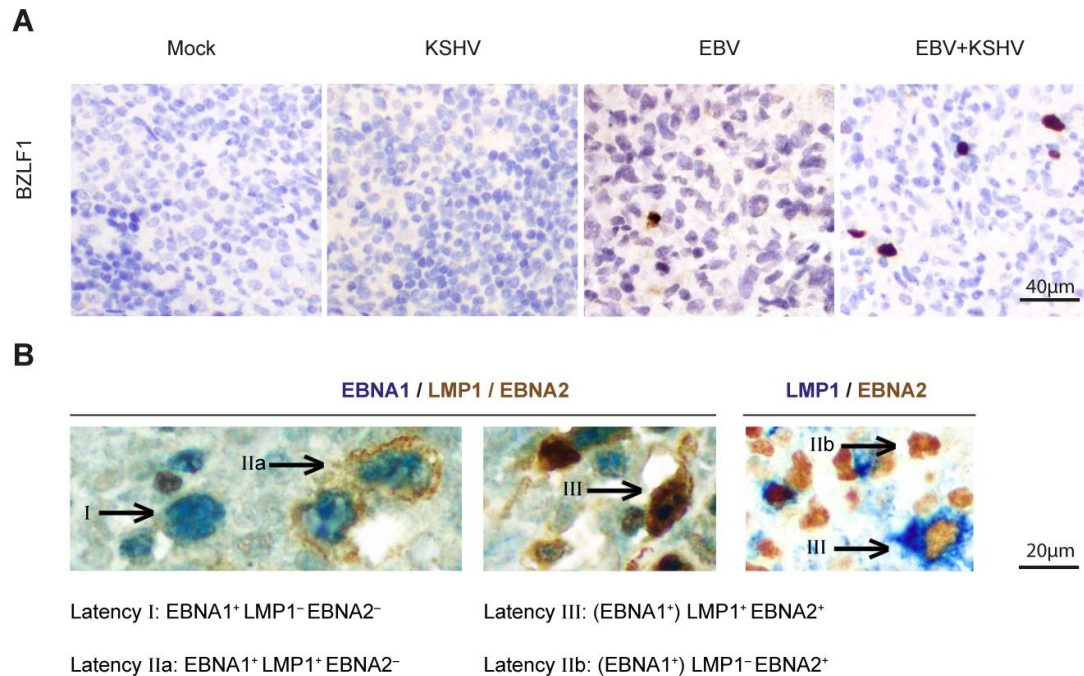 A
Mock KSHV EBV EBV+KSHV
BZLF1
40µm
B
EBNA1 / LMP1 / EBNA2 LMP1 / EBNA2
IIb
IIa
III
I
III
20µm
Latency I: EBNA1⁺ LMP1⁻ EBNA2⁻ Latency III: (EBNA1⁺) LMP1⁺ EBNA2⁺
Latency IIa: EBNA1⁺ LMP1⁺ EBNA2⁻ Latency IIb: (EBNA1⁺) LMP1⁻ EBNA2⁺